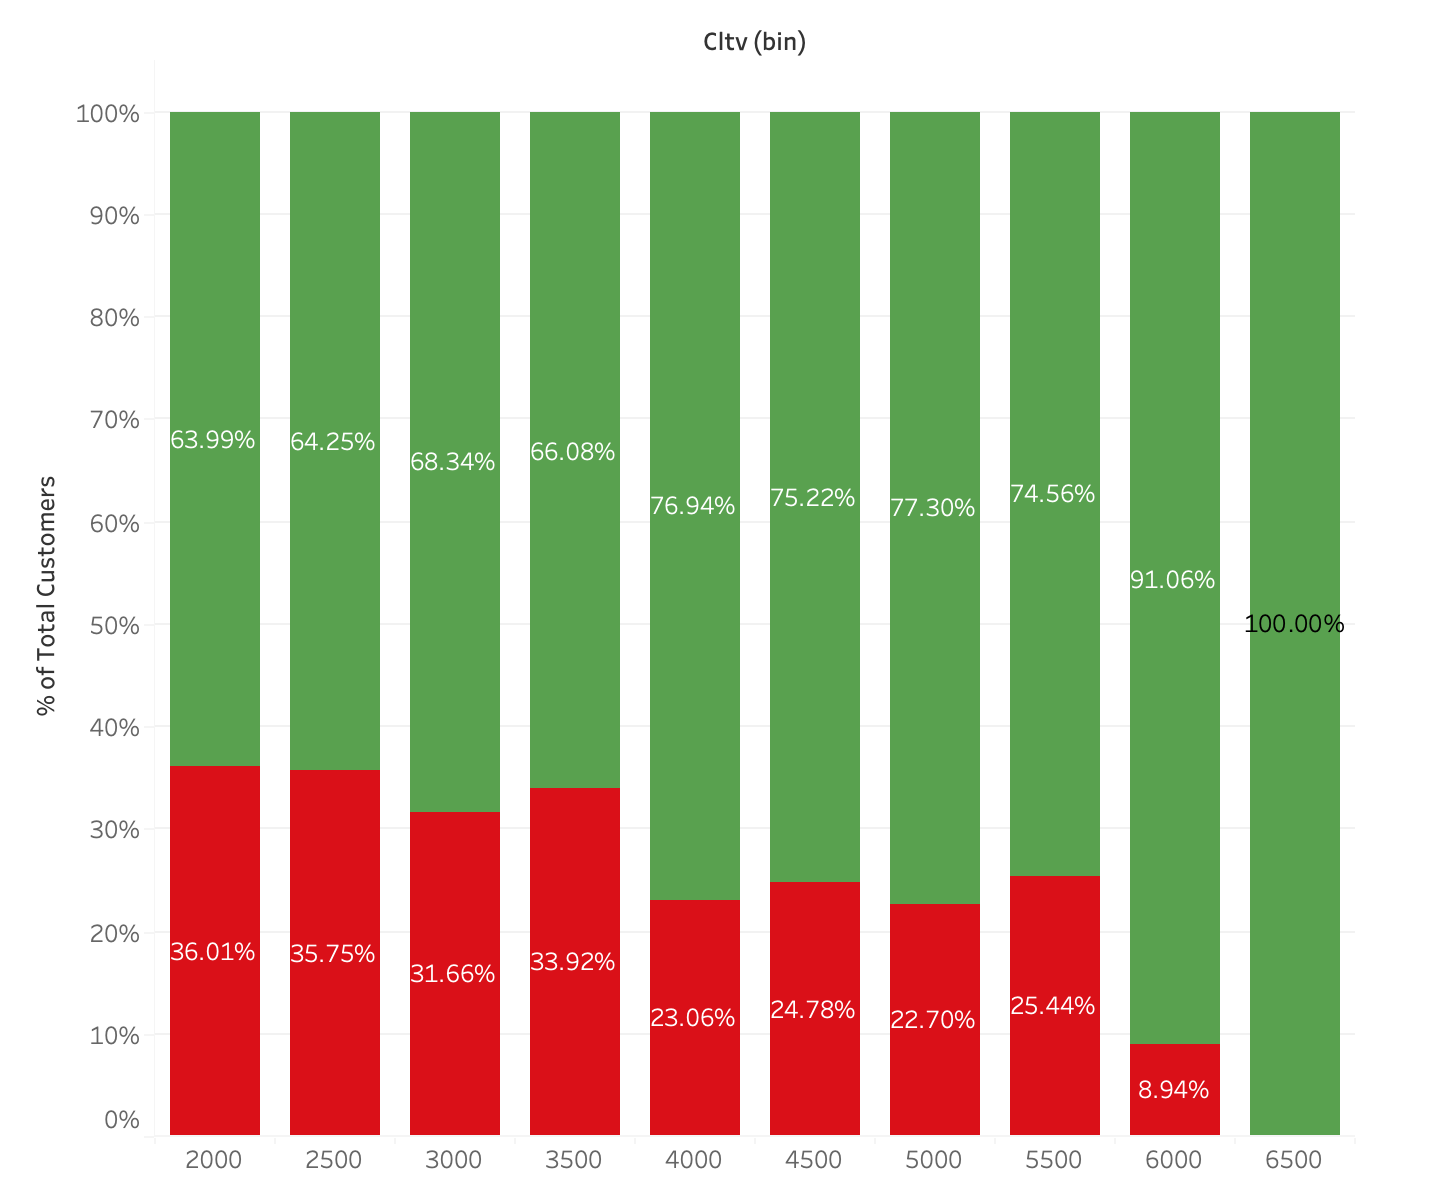 Cltv (bin)
% of Total Customers
100%
90%
80%
70%
60%
50%
40%
30%
20%
10%
0%
63.99% 64.25% 68.34% 66.08% 76.94% 75.22% 77.30% 74.56% 91.06% 100.00%
36.01% 35.75% 31.66% 33.92% 23.06% 24.78% 22.70% 25.44% 8.94%
2000 2500 3000 3500 4000 4500 5000 5500 6000 6500